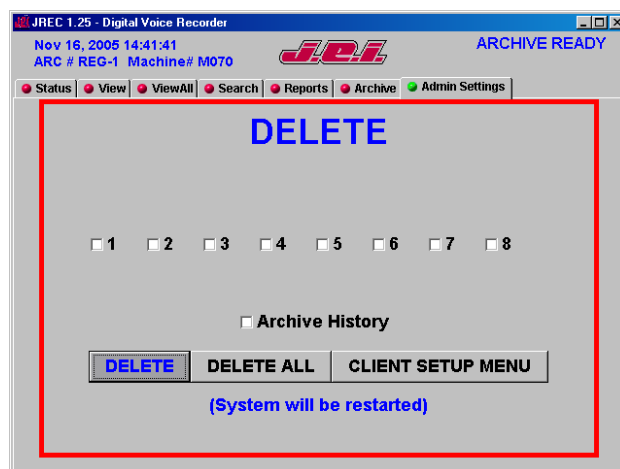 JREC 1.25 - Digital Voice Recorder
Nov 16, 2005 14:41:41
ARC # REG-1 Machine# M070
J.E.I.
ARCHIVE READY
Status View ViewAll Search Reports Archive Admin Settings
DELETE
1 2 3 4 5 6 7 8
Archive History
DELETE DELETE ALL CLIENT SETUP MENU
(System will be restarted)